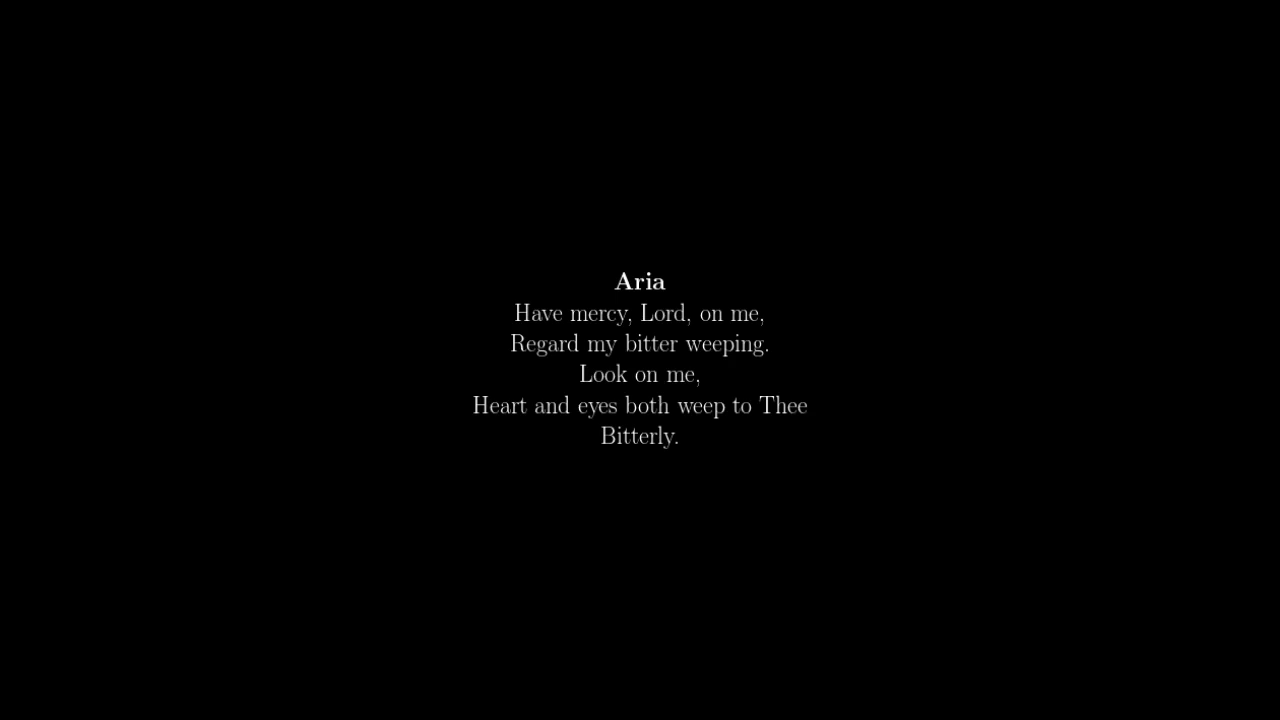 Aria
Have mercy, Lord, on me,
Regard my bitter weeping.
Look on me,
Heart and eyes both weep to Thee
Bitterly.